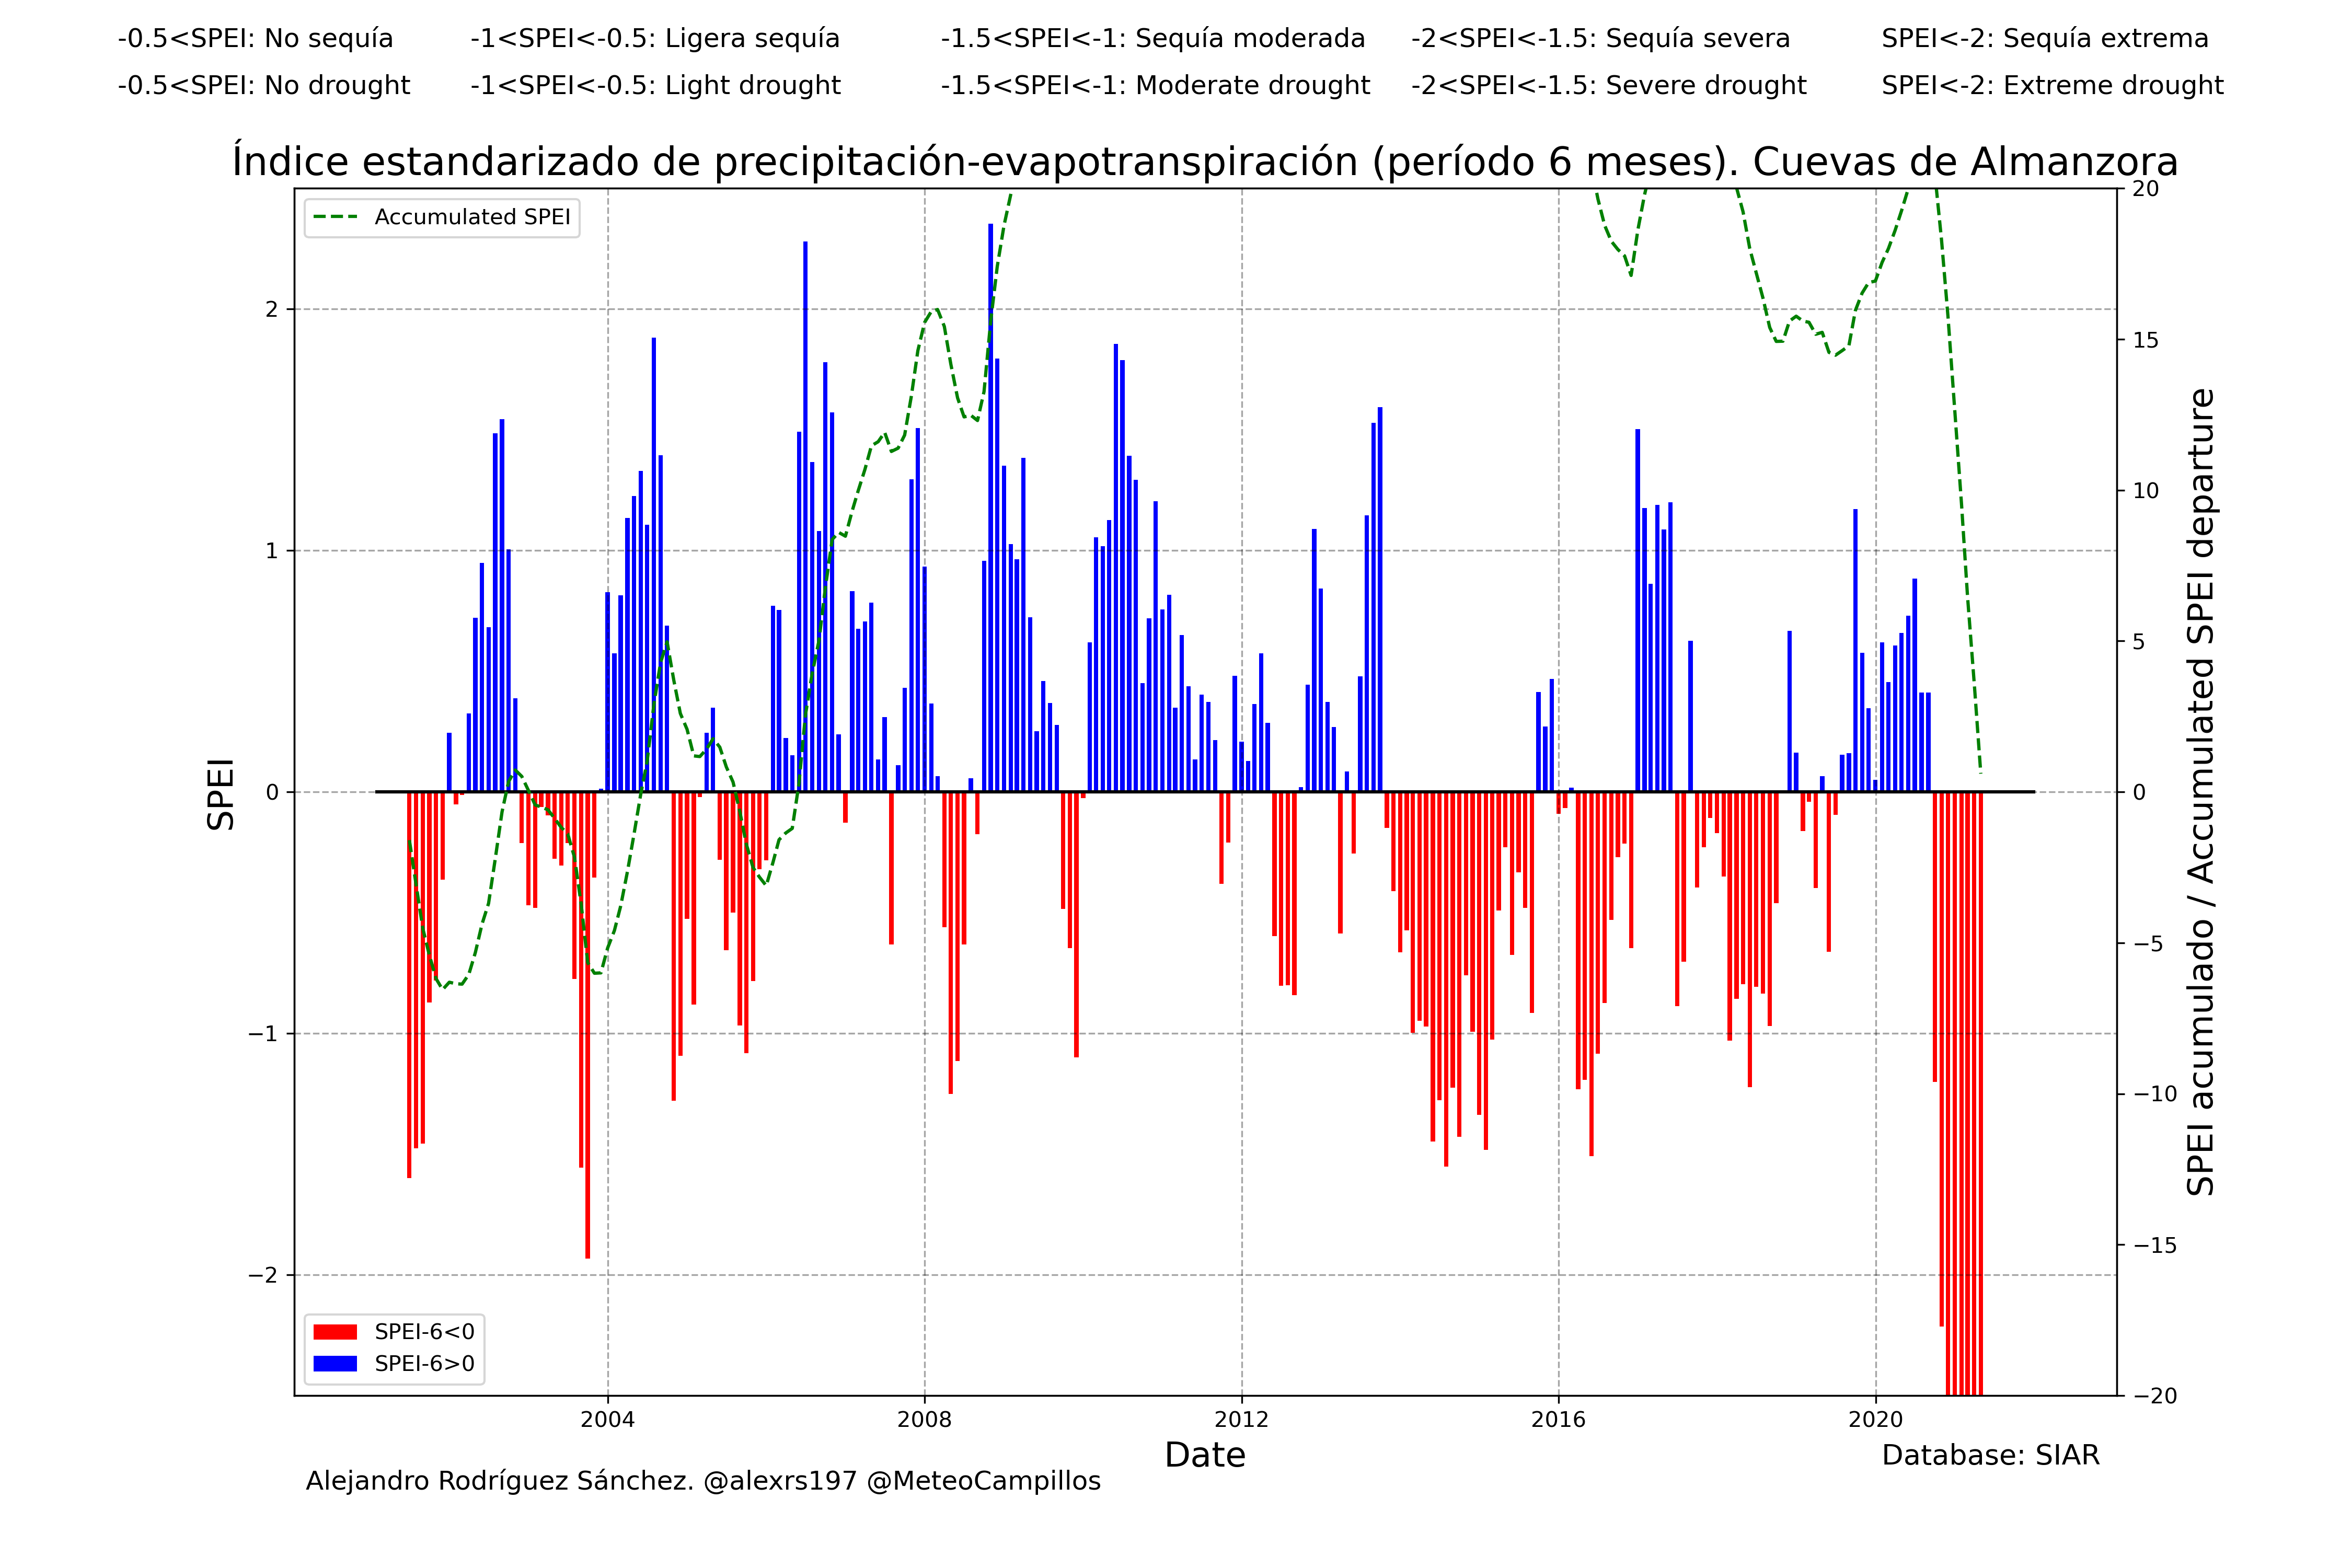 -0.5<SPEI: No sequía -1<SPEI<-0.5: Ligera sequía -1.5<SPEI<-1: Sequía moderada -2<SPEI<-1.5: Sequía severa SPEI<-2: Sequía extrema
-0.5<SPEI: No drought -1<SPEI<-0.5: Light drought -1.5<SPEI<-1: Moderate drought -2<SPEI<-1.5: Severe drought SPEI<-2: Extreme drought
Índice estandarizado de precipitación-evapotranspiración (período 6 meses). Cuevas de Almanzora
Accumulated SPEI
SPEI
2
1
0
−1
−2
20
15
10
5
0
−5
−10
−15
−20
SPEI acumulado / Accumulated SPEI departure
SPEI-6<0
SPEI-6>0
2004 2008 2012 2016 2020
Date
Database: SIAR
Alejandro Rodríguez Sánchez. @alexrs197 @MeteoCampillos